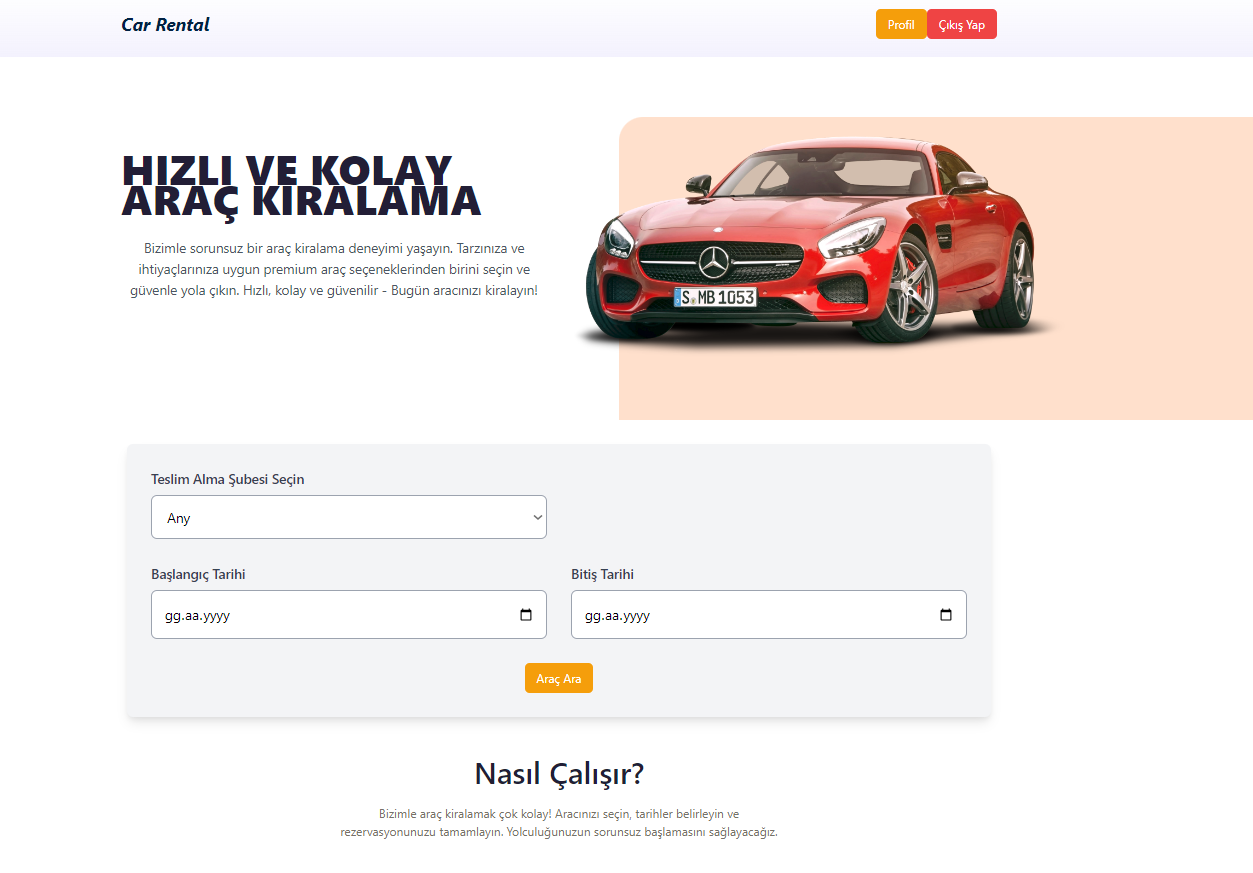 Car Rental
Profil
Çıkış Yap
HIZLI VE KOLAY
ARAÇ KİRALAMA
Bizimle sorunsuz bir araç kiralama deneyimi yaşayın. Tarzınıza ve
ihtiyaçlarınıza uygun premium araç seçeneklerinden birini seçin ve
güvenle yola çıkın. Hızlı, kolay ve güvenilir - Bugün aracınızı kiralayın!
S MB 1053
Teslim Alma Şubesi Seçin
Any
Başlangıç Tarihi
Bitiş Tarihi
gg.aa.yyyy
gg.aa.yyyy
Araç Ara
Nasıl Çalışır?
Bizimle araç kiralamak çok kolay! Aracınızı seçin, tarihler belirleyin ve
rezervasyonunuzu tamamlayın. Yolculuğunuzun sorunsuz başlamasını sağlayacağız.